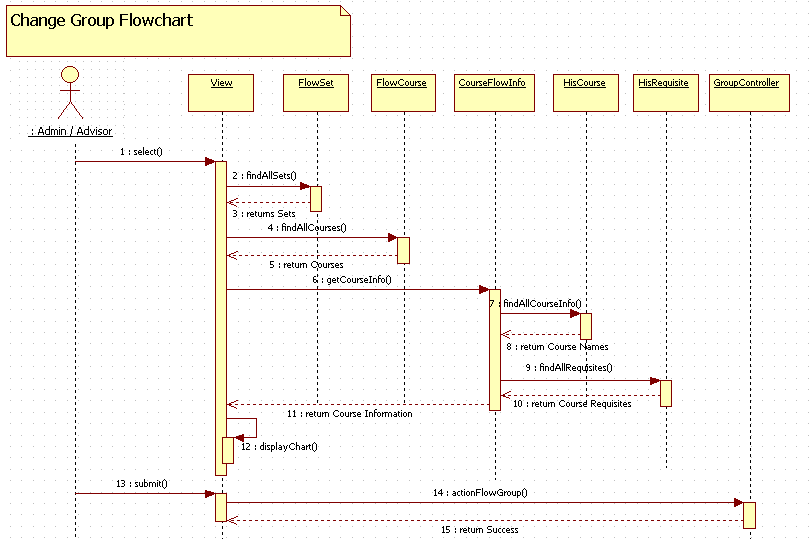 Change Group Flowchart
View
FlowSet
FlowCourse
CourseFlowInfo
HisCourse
HisRequisite
GroupController
: Admin / Advisor
1 : select()
2 : findAllSets()
3 : returns Sets
4 : findAllCourses()
5 : return Courses
6 : getCourseInfo()
7 : findAllCourseInfo()
8 : return Course Names
9 : findAllRequisites()
10 : return Course Requisites
11 : return Course Information
12 : displayChart()
13 : submit()
14 : actionFlowGroup()
15 : return Success